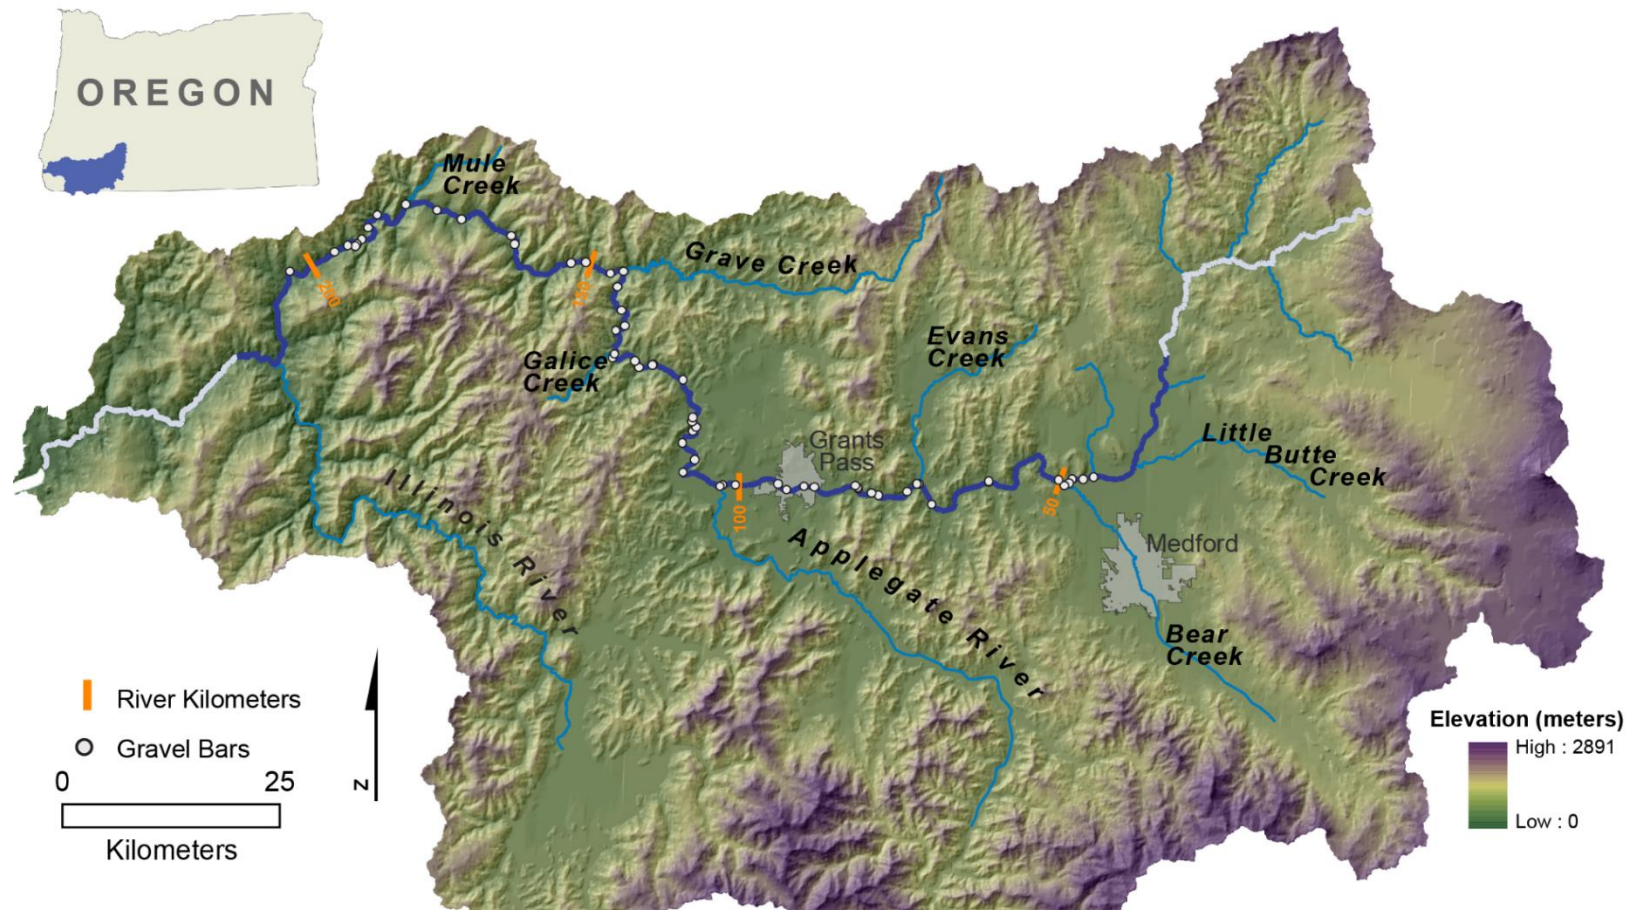 OREGON
Mule
Creek
Grave Creek
200
150
Evans
Creek
Galice
Creek
Grants
Pass
Little
Butte
Creek
Illinois River
100
50
Applegate River
Medford
Bear
Creek
River Kilometers
Gravel Bars
0 25
Kilometers
N
Elevation (meters)
High : 2891
Low : 0